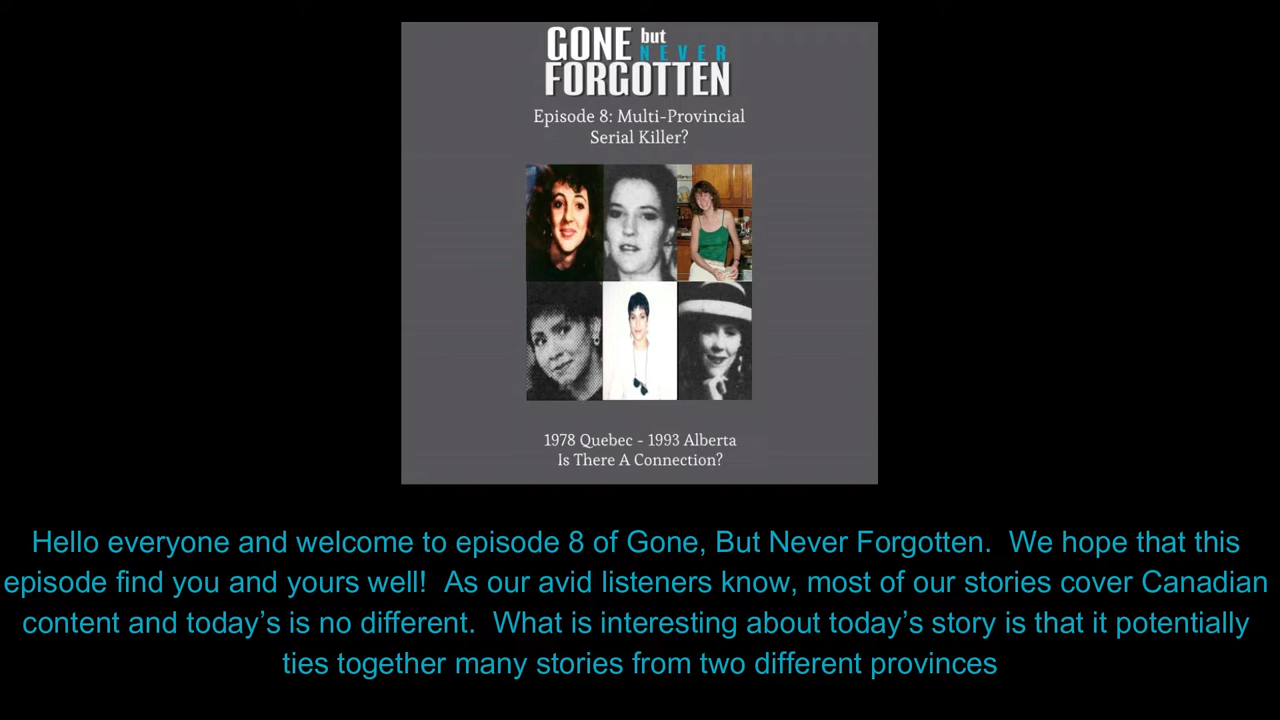 GONE but
NEVER
FORGOTTEN
Episode 8: Multi-Provincial
Serial Killer?
1978 Quebec - 1993 Alberta
Is There A Connection?
Hello everyone and welcome to episode 8 of Gone, But Never Forgotten.  We hope that this
episode find you and yours well!  As our avid listeners know, most of our stories cover Canadian
content and today’s is no different.  What is interesting about today’s story is that it potentially
ties together many stories from two different provinces